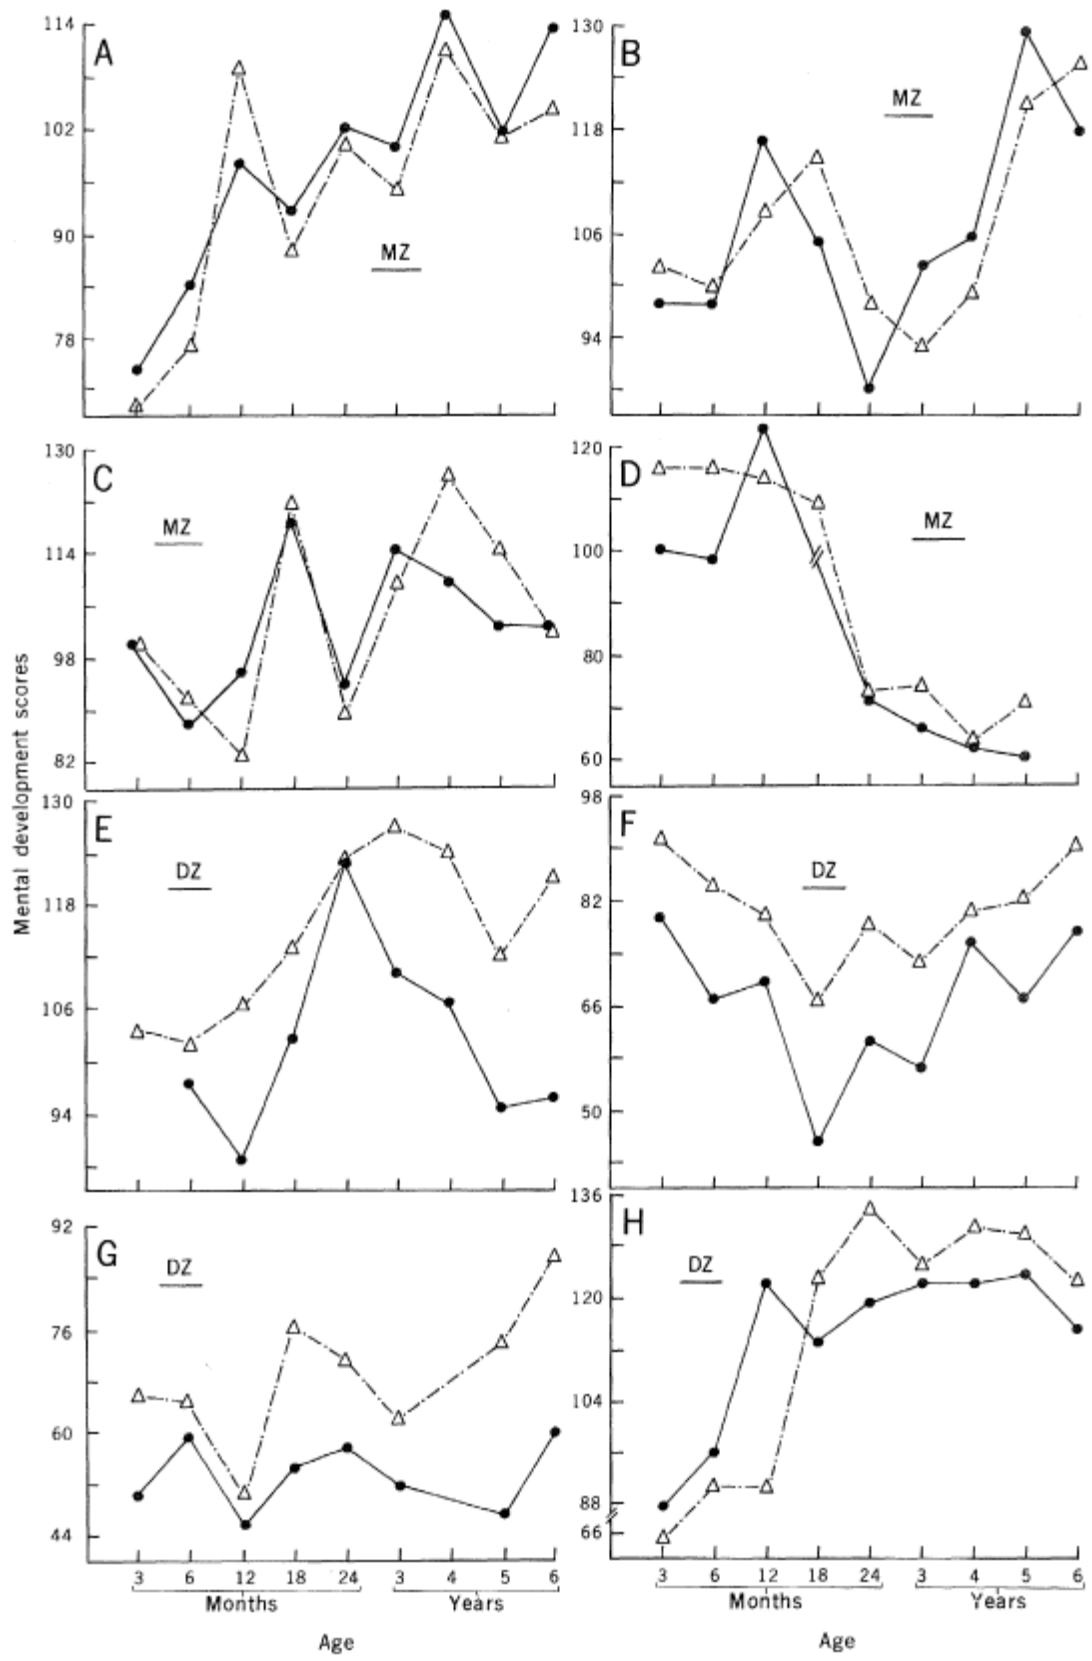 Mental development scores
A
MZ
114
102
90
78
B
MZ
130
118
106
94
C
MZ
130
114
98
82
D
MZ
120
100
80
60
E
DZ
130
118
106
94
F
DZ
98
82
66
50
G
DZ
92
76
60
44
3 6 12 18 24 3 4 5 6
Months Years
Age
H
DZ
136
120
104
88
66
3 6 12 18 24 3 4 5 6
Months Years
Age